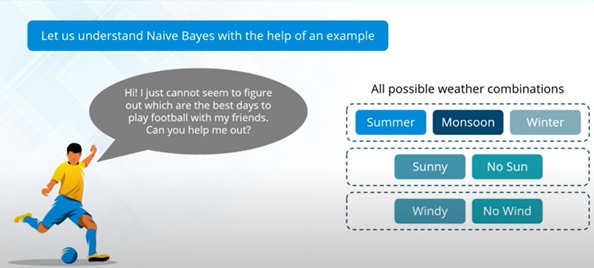 Let us understand Naive Bayes with the help of an example
Hi! I just cannot seem to figure
out which are the best days to
play football with my friends.
Can you help me out?
All possible weather combinations
Summer Monsoon Winter
Sunny No Sun
Windy No Wind